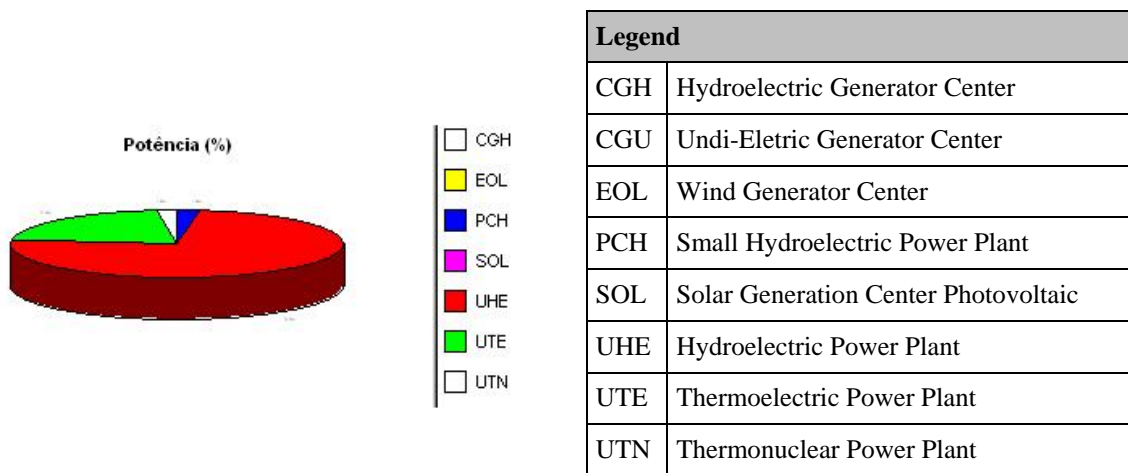 Potência (%)
CGH
EOL
PCH
SOL
UHE
UTE
UTN
Legend
CGH Hydroelectric Generator Center
CGU Undi-Eletric Generator Center
EOL Wind Generator Center
PCH Small Hydroelectric Power Plant
SOL Solar Generation Center Photovoltaic
UHE Hydroelectric Power Plant
UTE Thermoelectric Power Plant
UTN Thermonuclear Power Plant